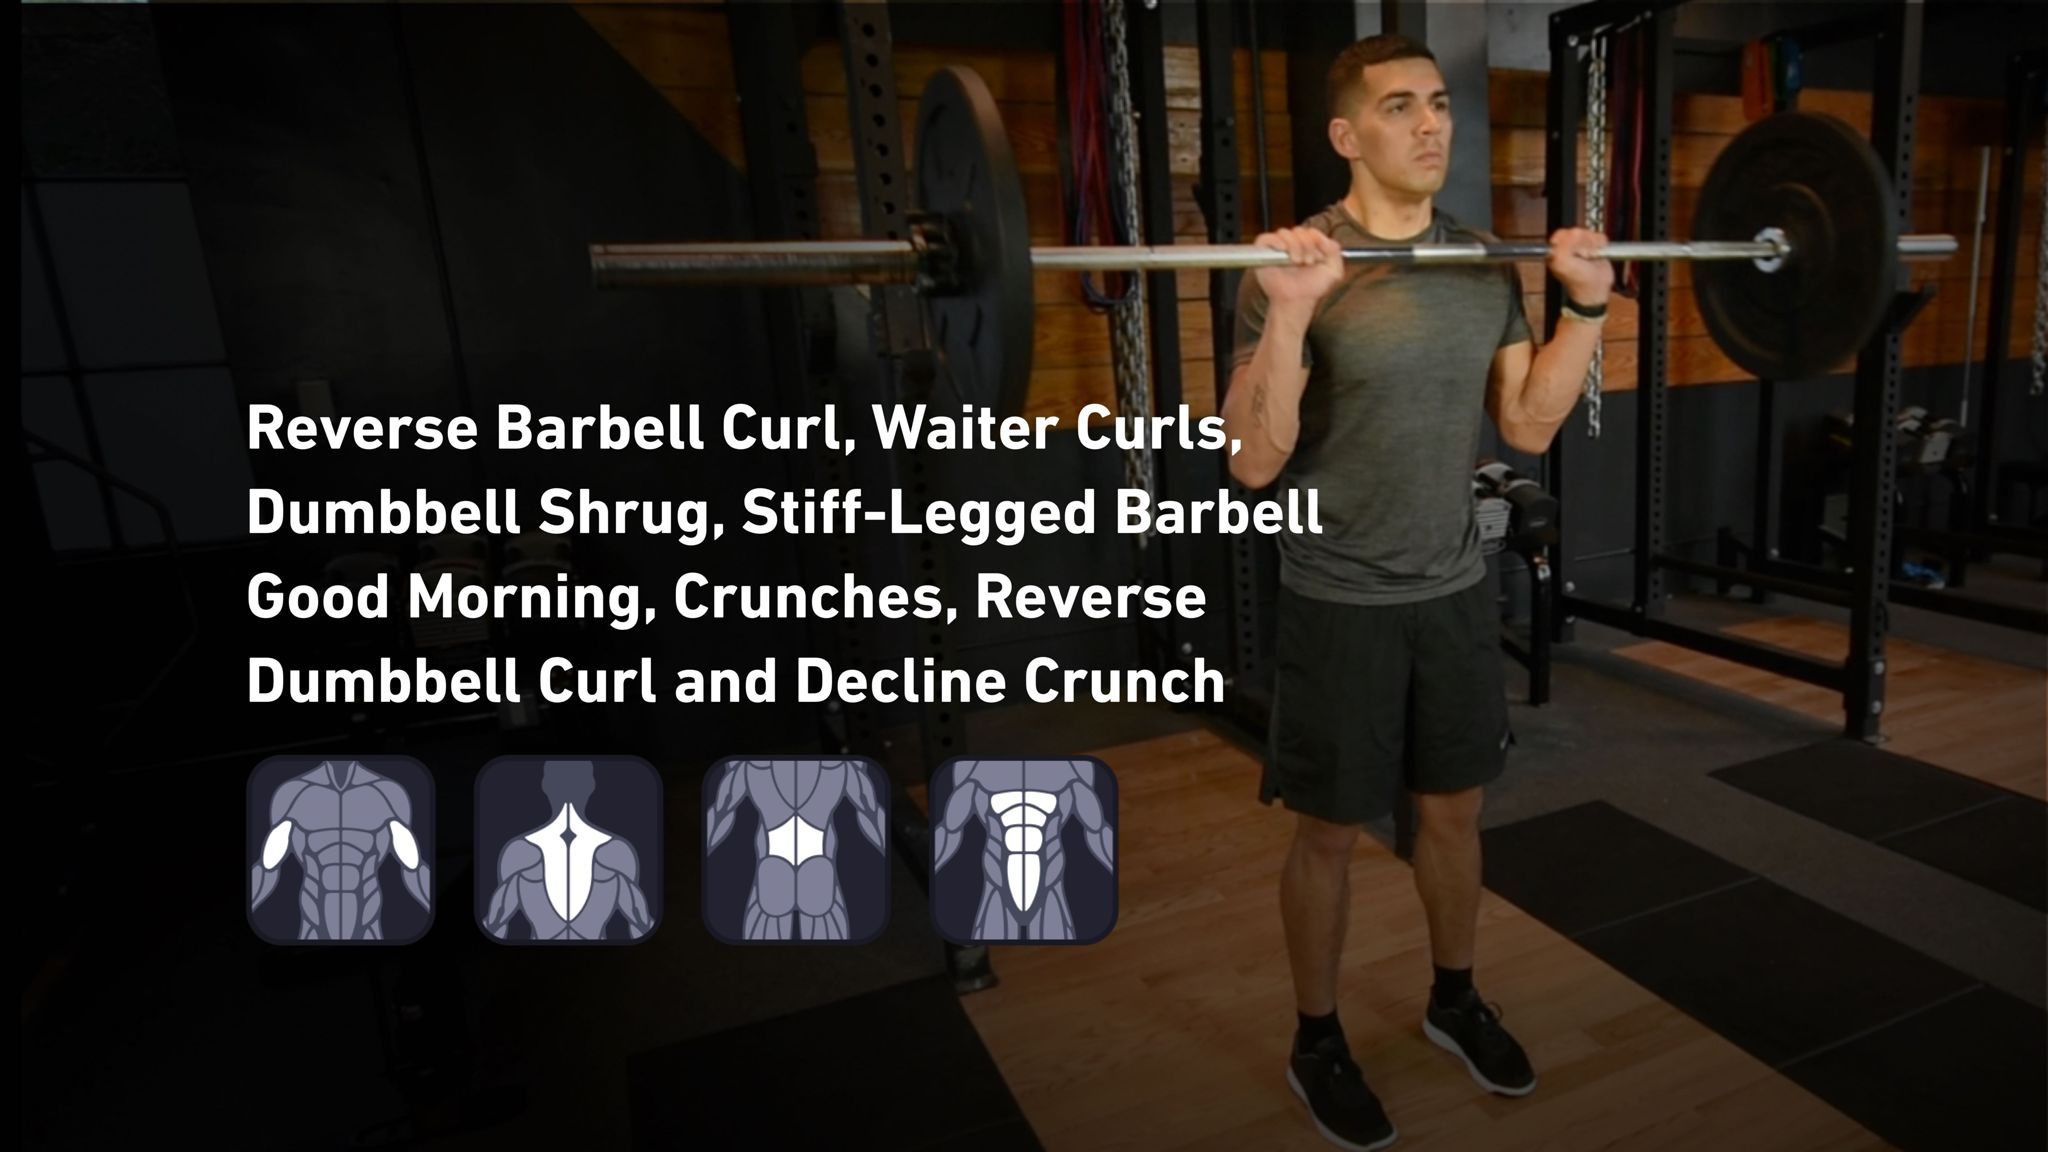 Reverse Barbell Curl, Waiter Curls,
Dumbbell Shrug, Stiff-Legged Barbell
Good Morning, Crunches, Reverse
Dumbbell Curl and Decline Crunch